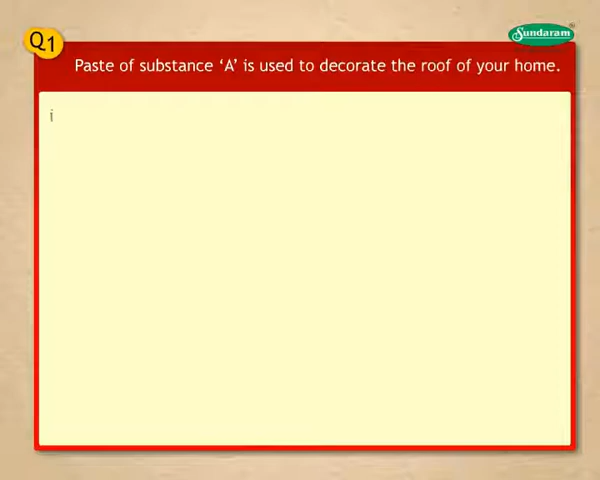 Sundaram
Q1
Paste of substance ‘A’ is used to decorate the roof of your home.
i